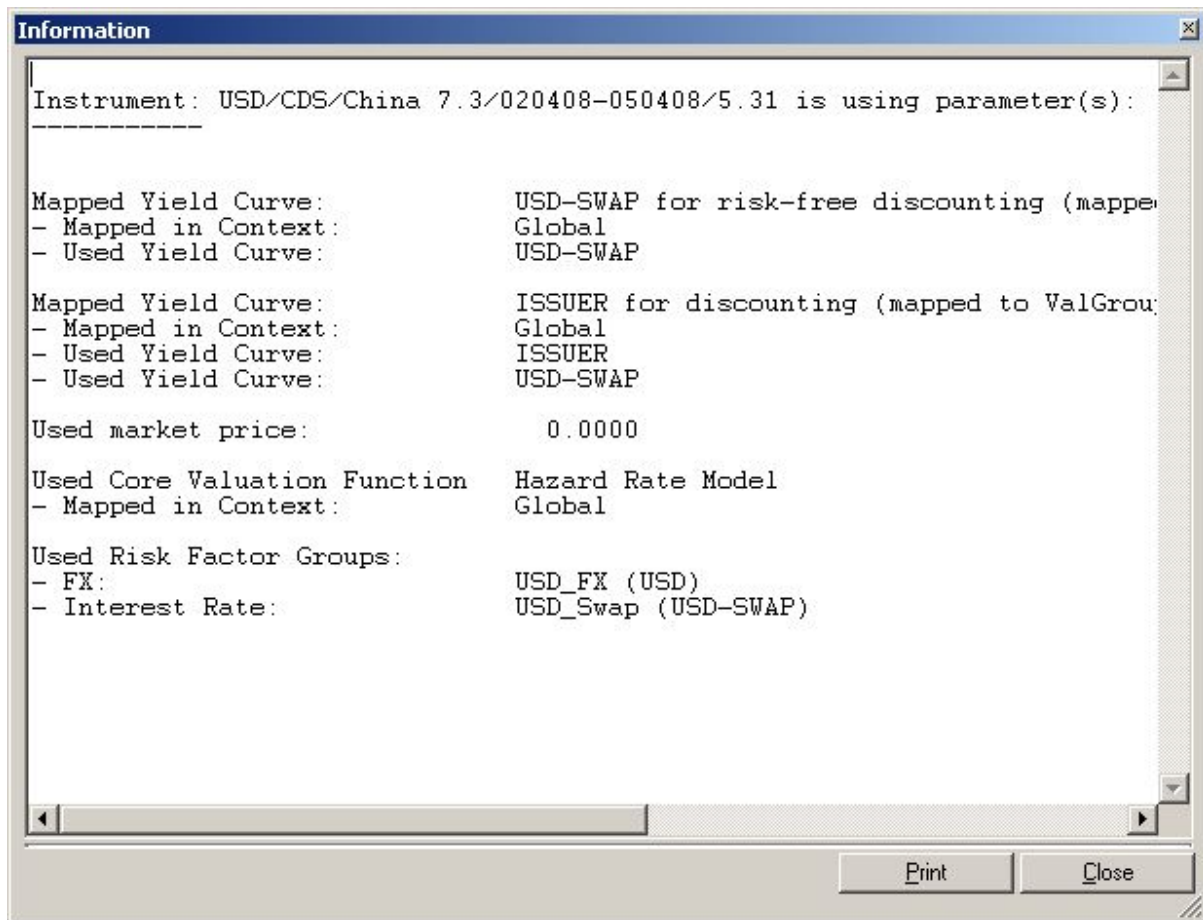 Information
Instrument: USD/CDS/China 7.3/020408-050408/5.31 is using parameter(s):
-----------
Mapped Yield Curve: USD-SWAP for risk-free discounting (mapped
- Mapped in Context: Global
- Used Yield Curve: USD-SWAP
Mapped Yield Curve: ISSUER for discounting (mapped to ValGrou
- Mapped in Context: Global
- Used Yield Curve: ISSUER
- Used Yield Curve: USD-SWAP
Used market price: 0.0000
Used Core Valuation Function Hazard Rate Model
- Mapped in Context: Global
Used Risk Factor Groups:
- FX: USD_FX (USD)
- Interest Rate: USD_Swap (USD-SWAP)
Print Close